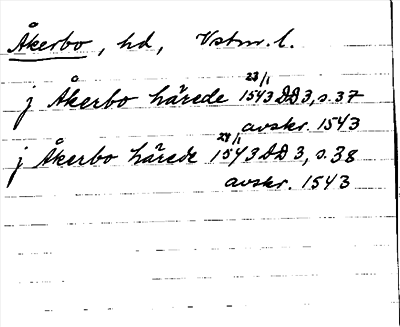 Åkerbo, hd, Vstm. l.
j Åkerbo härede 23/1 1543 DD 3, s. 37
avskr. 1543
j Åkerbo härede 24/1 1543 DD 3, s. 38
avskr. 1543